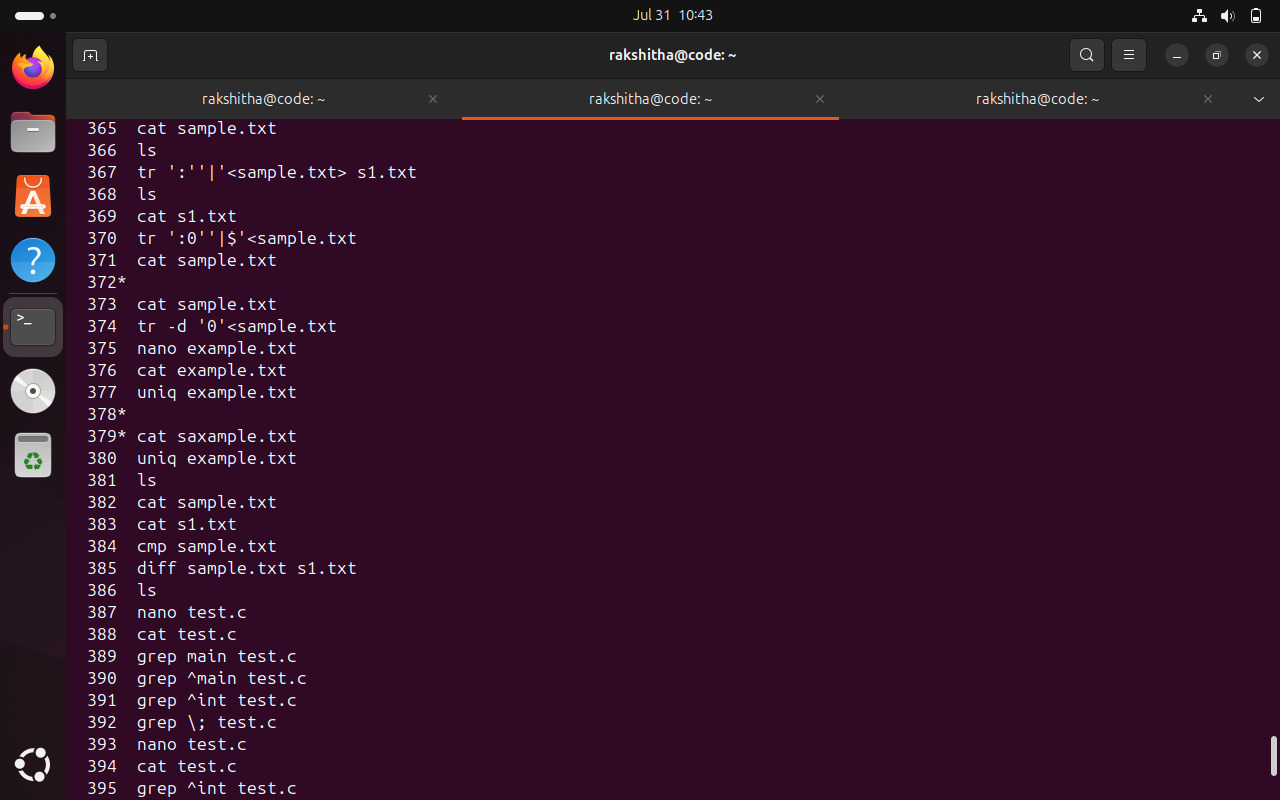 Jul 31 10:43
rakshitha@code: ~
rakshitha@code: ~
rakshitha@code: ~
rakshitha@code: ~
365 cat sample.txt
366 ls
367 tr ':''|'<sample.txt> s1.txt
368 ls
369 cat s1.txt
370 tr ':0''|$'<sample.txt
371 cat sample.txt
372*
373 cat sample.txt
374 tr -d '0'<sample.txt
375 nano example.txt
376 cat example.txt
377 uniq example.txt
378*
379* cat saxample.txt
380 uniq example.txt
381 ls
382 cat sample.txt
383 cat s1.txt
384 cmp sample.txt
385 diff sample.txt s1.txt
386 ls
387 nano test.c
388 cat test.c
389 grep main test.c
390 grep ^main test.c
391 grep ^int test.c
392 grep \; test.c
393 nano test.c
394 cat test.c
395 grep ^int test.c